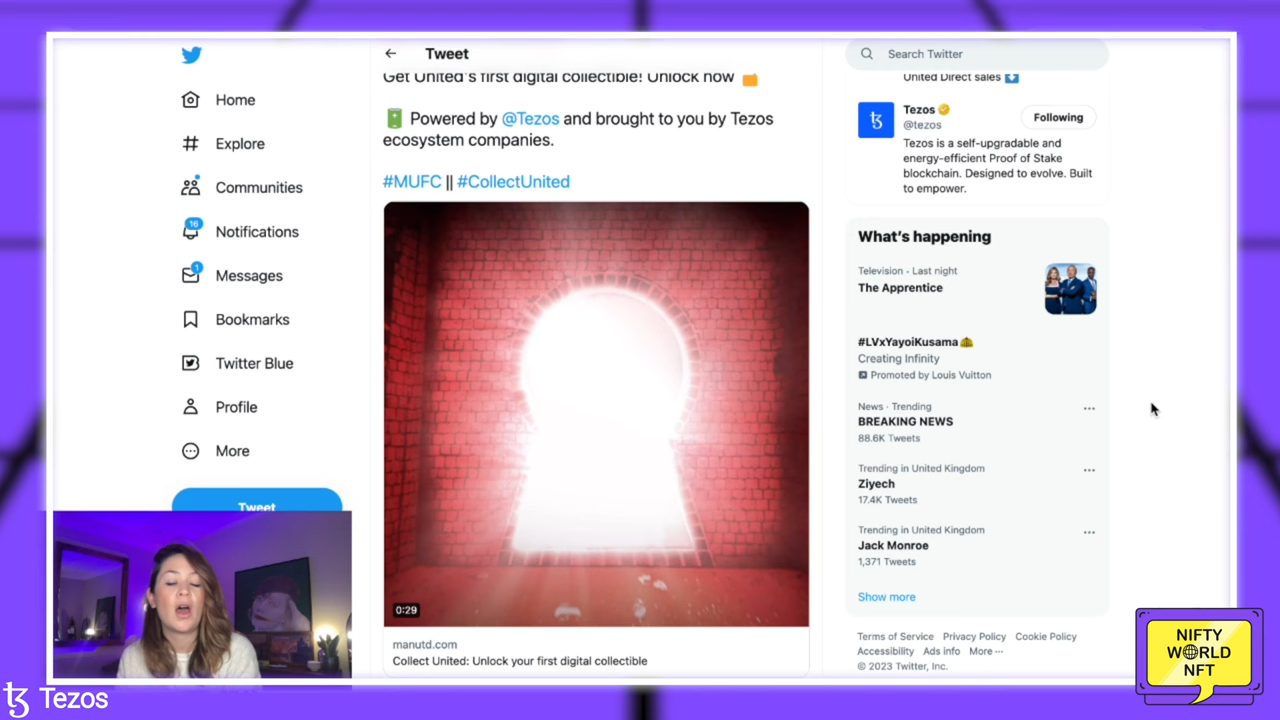 Home
Explore
Communities
16
Notifications
1
Messages
Bookmarks
Twitter Blue
Profile
More
Tweet
Tweet
Get United's first digital collectible! Unlock now
Powered by @Tezos and brought to you by Tezos
ecosystem companies.
#MUFC || #CollectUnited
0:29
manutd.com
Collect United: Unlock your first digital collectible
Search Twitter
United Direct sales
Tezos
@tezos
Following
Tezos is a self-upgradable and
energy-efficient Proof of Stake
blockchain. Designed to evolve. Built
to empower.
What's happening
Television · Last night
The Apprentice
#LVxYayoiKusama
Creating Infinity
Promoted by Louis Vuitton
News · Trending
BREAKING NEWS
88.6K Tweets
Trending in United Kingdom
Ziyech
17.4K Tweets
Trending in United Kingdom
Jack Monroe
1,371 Tweets
Show more
Terms of Service Privacy Policy Cookie Policy
Accessibility Ads info More ···
© 2023 Twitter, Inc.
NIFTY
WORLD
NFT
Tezos